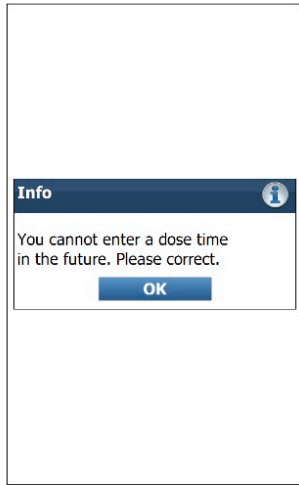 Info
You cannot enter a dose time
in the future. Please correct.
OK